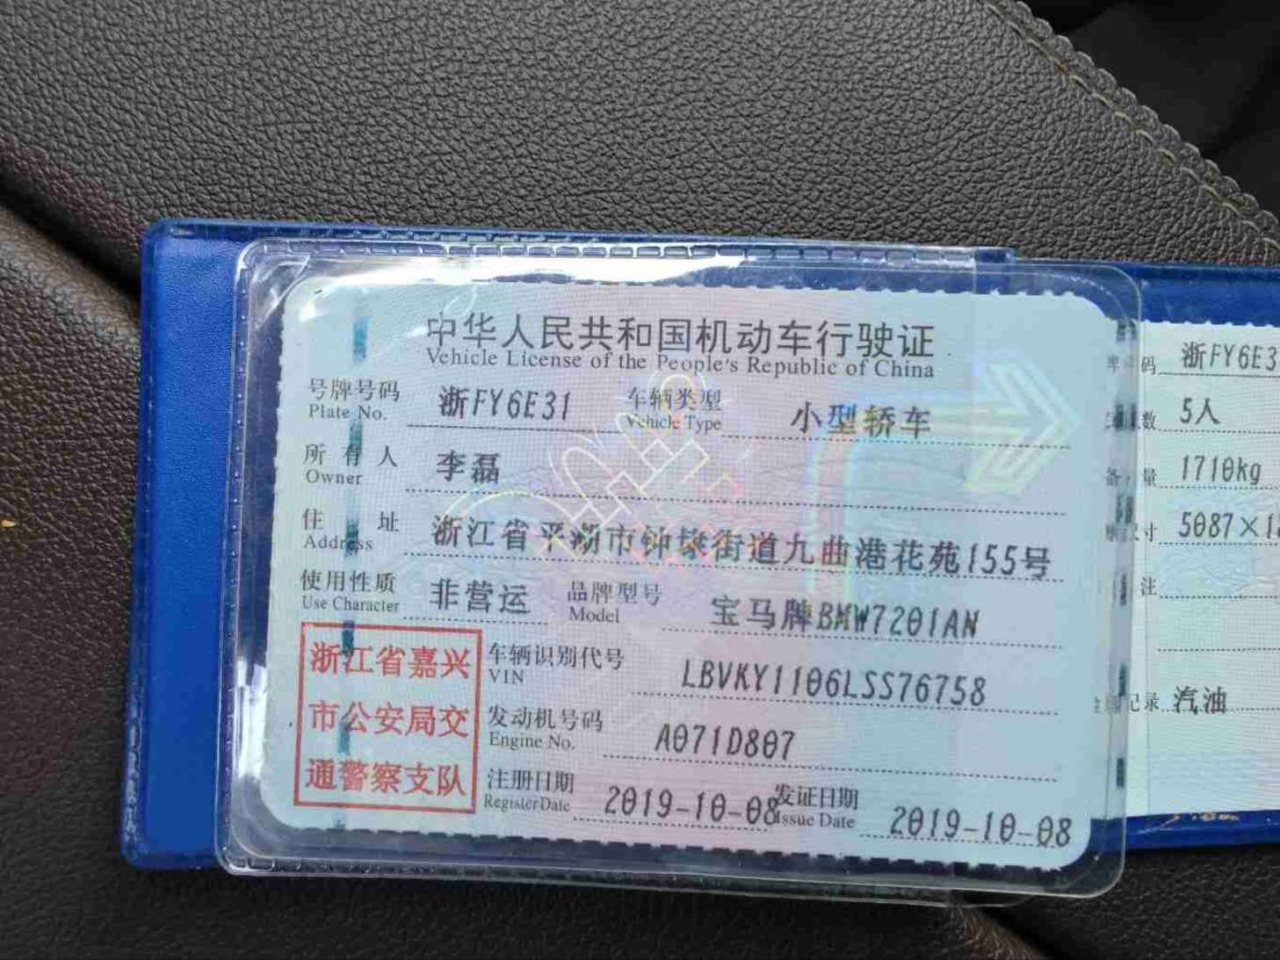 中华人民共和国机动车行驶证
Vehicle License of the People's Republic of China
号牌号码 浙FY6E31 车辆类型 小型轿车
Plate No. Vehicle Type
所有人 李磊
Owner
住址 浙江省平湖市钟埭街道九曲港花苑155号
Address
使用性质 非营运 品牌型号 宝马牌BMW7201AN
Use Character Model
浙江省嘉兴
市公安局交
通警察支队
车辆识别代号 LBVKY1106LSS76758
VIN
发动机号码 A071D807
Engine No.
注册日期 2019-10-08 发证日期 2019-10-08
Register Date Issue Date
码 浙FY6E3
数 5人
量 1710kg
寸 5087×1
注
记录 汽油